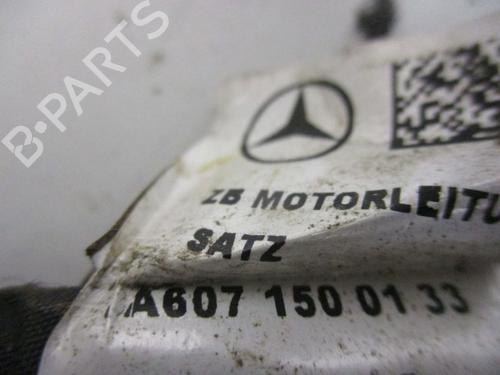 B-PARTS
ZB MOTORLEITU
SATZ
A607 150 01 33